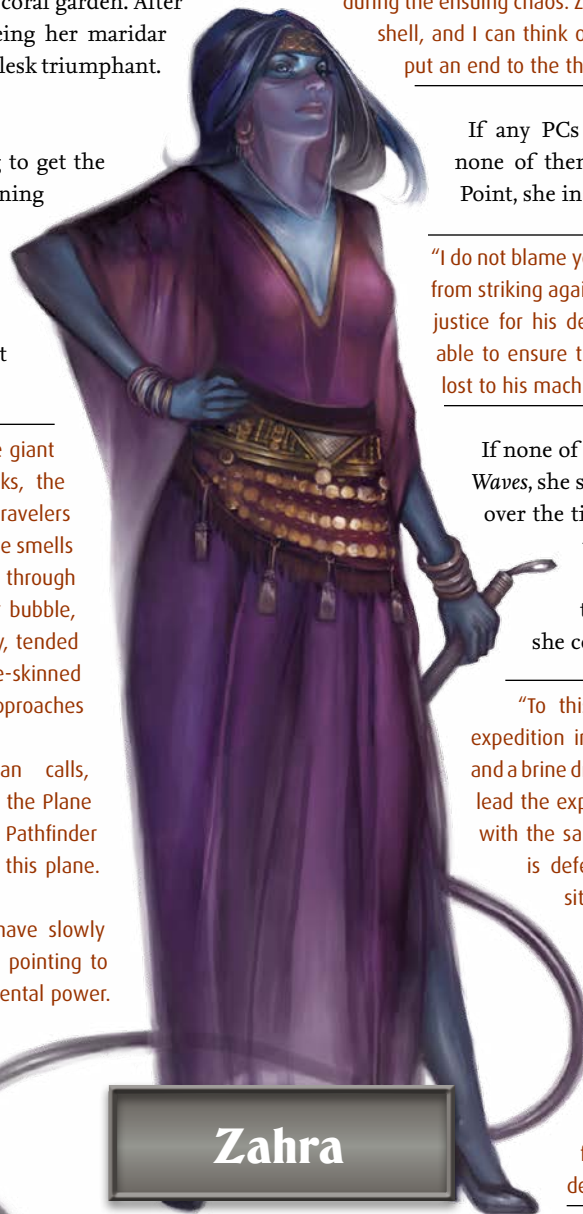 coral garden. After
eing her maridar
lesk triumphant.
to get the
ning
t
e giant
ks, the
ravelers
e smells
through
bubble,
y, tended
e-skinned
pproaches
an calls,
the Plane
Pathfinder
this plane.
have slowly
pointing to
ental power.
during the ensuing chaos. Z
shell, and I can think o
put an end to the th
If any PCs
none of ther
Point, she in
“I do not blame y
from striking agai
justice for his de
able to ensure t
lost to his mach
If none of
Waves, she s
over the ti
t
she co
“To thi
expedition i
and a brine d
lead the exp
with the sa
is defe
sit
f
de
Zahra